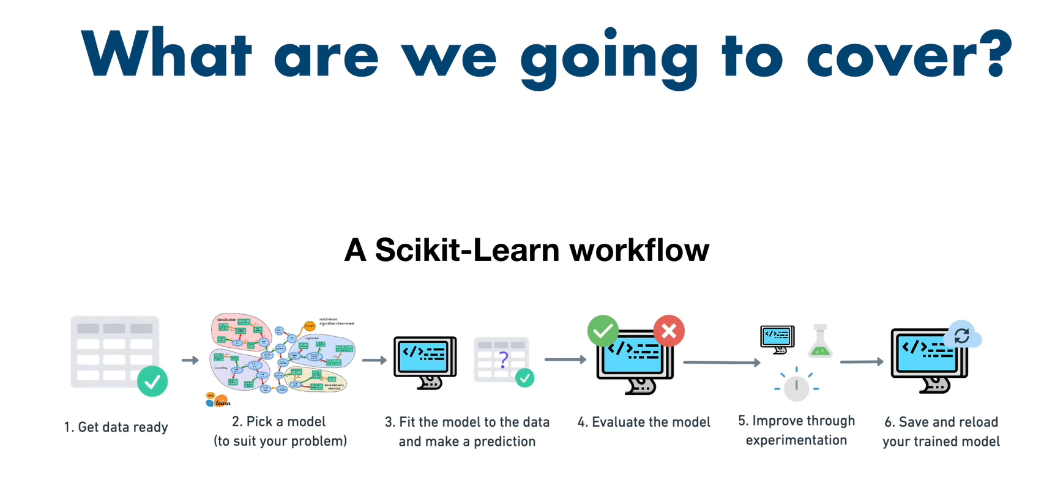 What are we going to cover?
A Scikit-Learn workflow
1. Get data ready
2. Pick a model
(to suit your problem)
3. Fit the model to the data
and make a prediction
4. Evaluate the model
5. Improve through
experimentation
6. Save and reload
your trained model